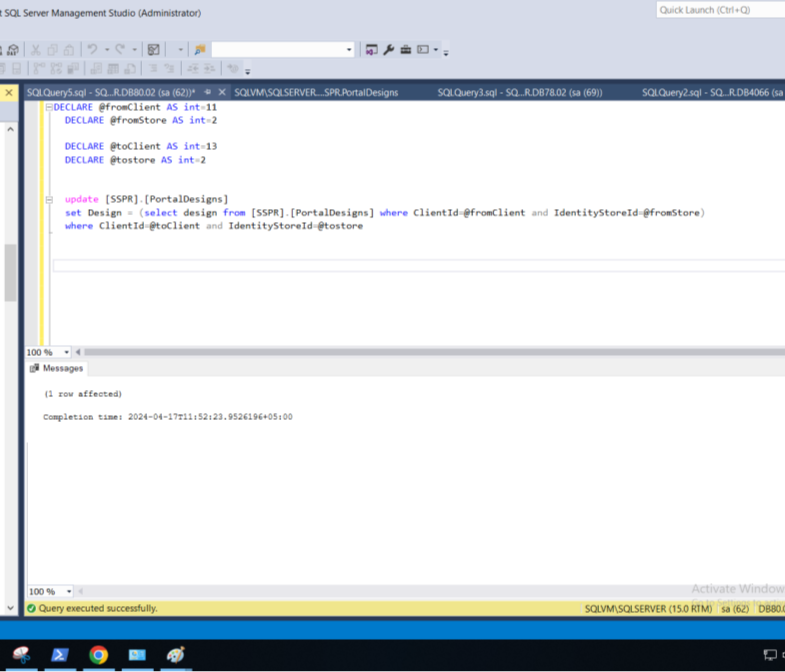 t SQL Server Management Studio (Administrator)
Quick Launch (Ctrl+Q)
SQLQuery5.sql - SQ...R.DB80.02 (sa (62))*
SQLVM\SQLSERVER....SPR.PortalDesigns
SQLQuery3.sql - SQ...R.DB78.02 (sa (69))
SQLQuery2.sql - SQ...R.DB4066 (sa
DECLARE @fromClient AS int=11
DECLARE @fromStore AS int=2
DECLARE @toClient AS int=13
DECLARE @tostore AS int=2
update [SSPR].[PortalDesigns]
set Design = (select design from [SSPR].[PortalDesigns] where ClientId=@fromClient and IdentityStoreId=@fromStore)
where ClientId=@toClient and IdentityStoreId=@tostore
100 %
Messages
(1 row affected)
Completion time: 2024-04-17T11:52:23.9526196+05:00
100 %
Activate Window
Query executed successfully.
SQLVM\SQLSERVER (15.0 RTM)
sa (62)
DB80.